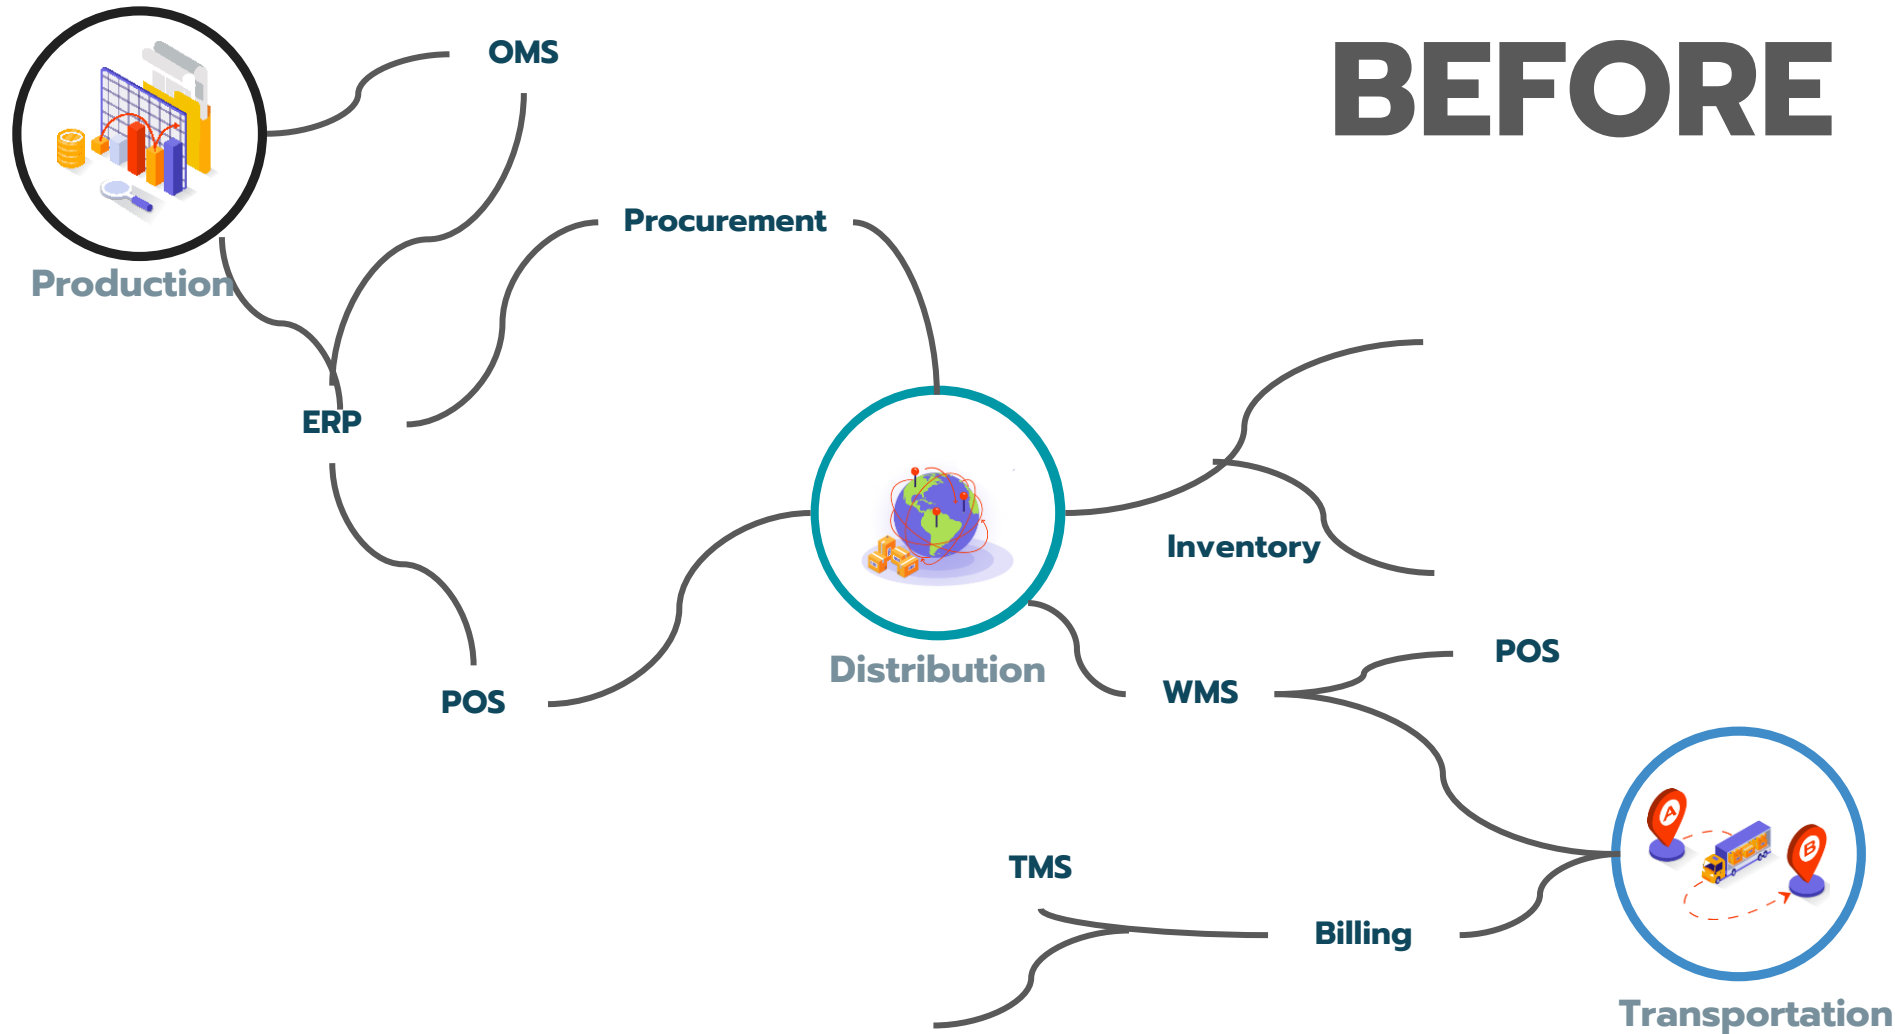 BEFORE
OMS
Procurement
Production
ERP
Inventory
POS
Distribution
WMS
POS
A
B
TMS
Billing
Transportation